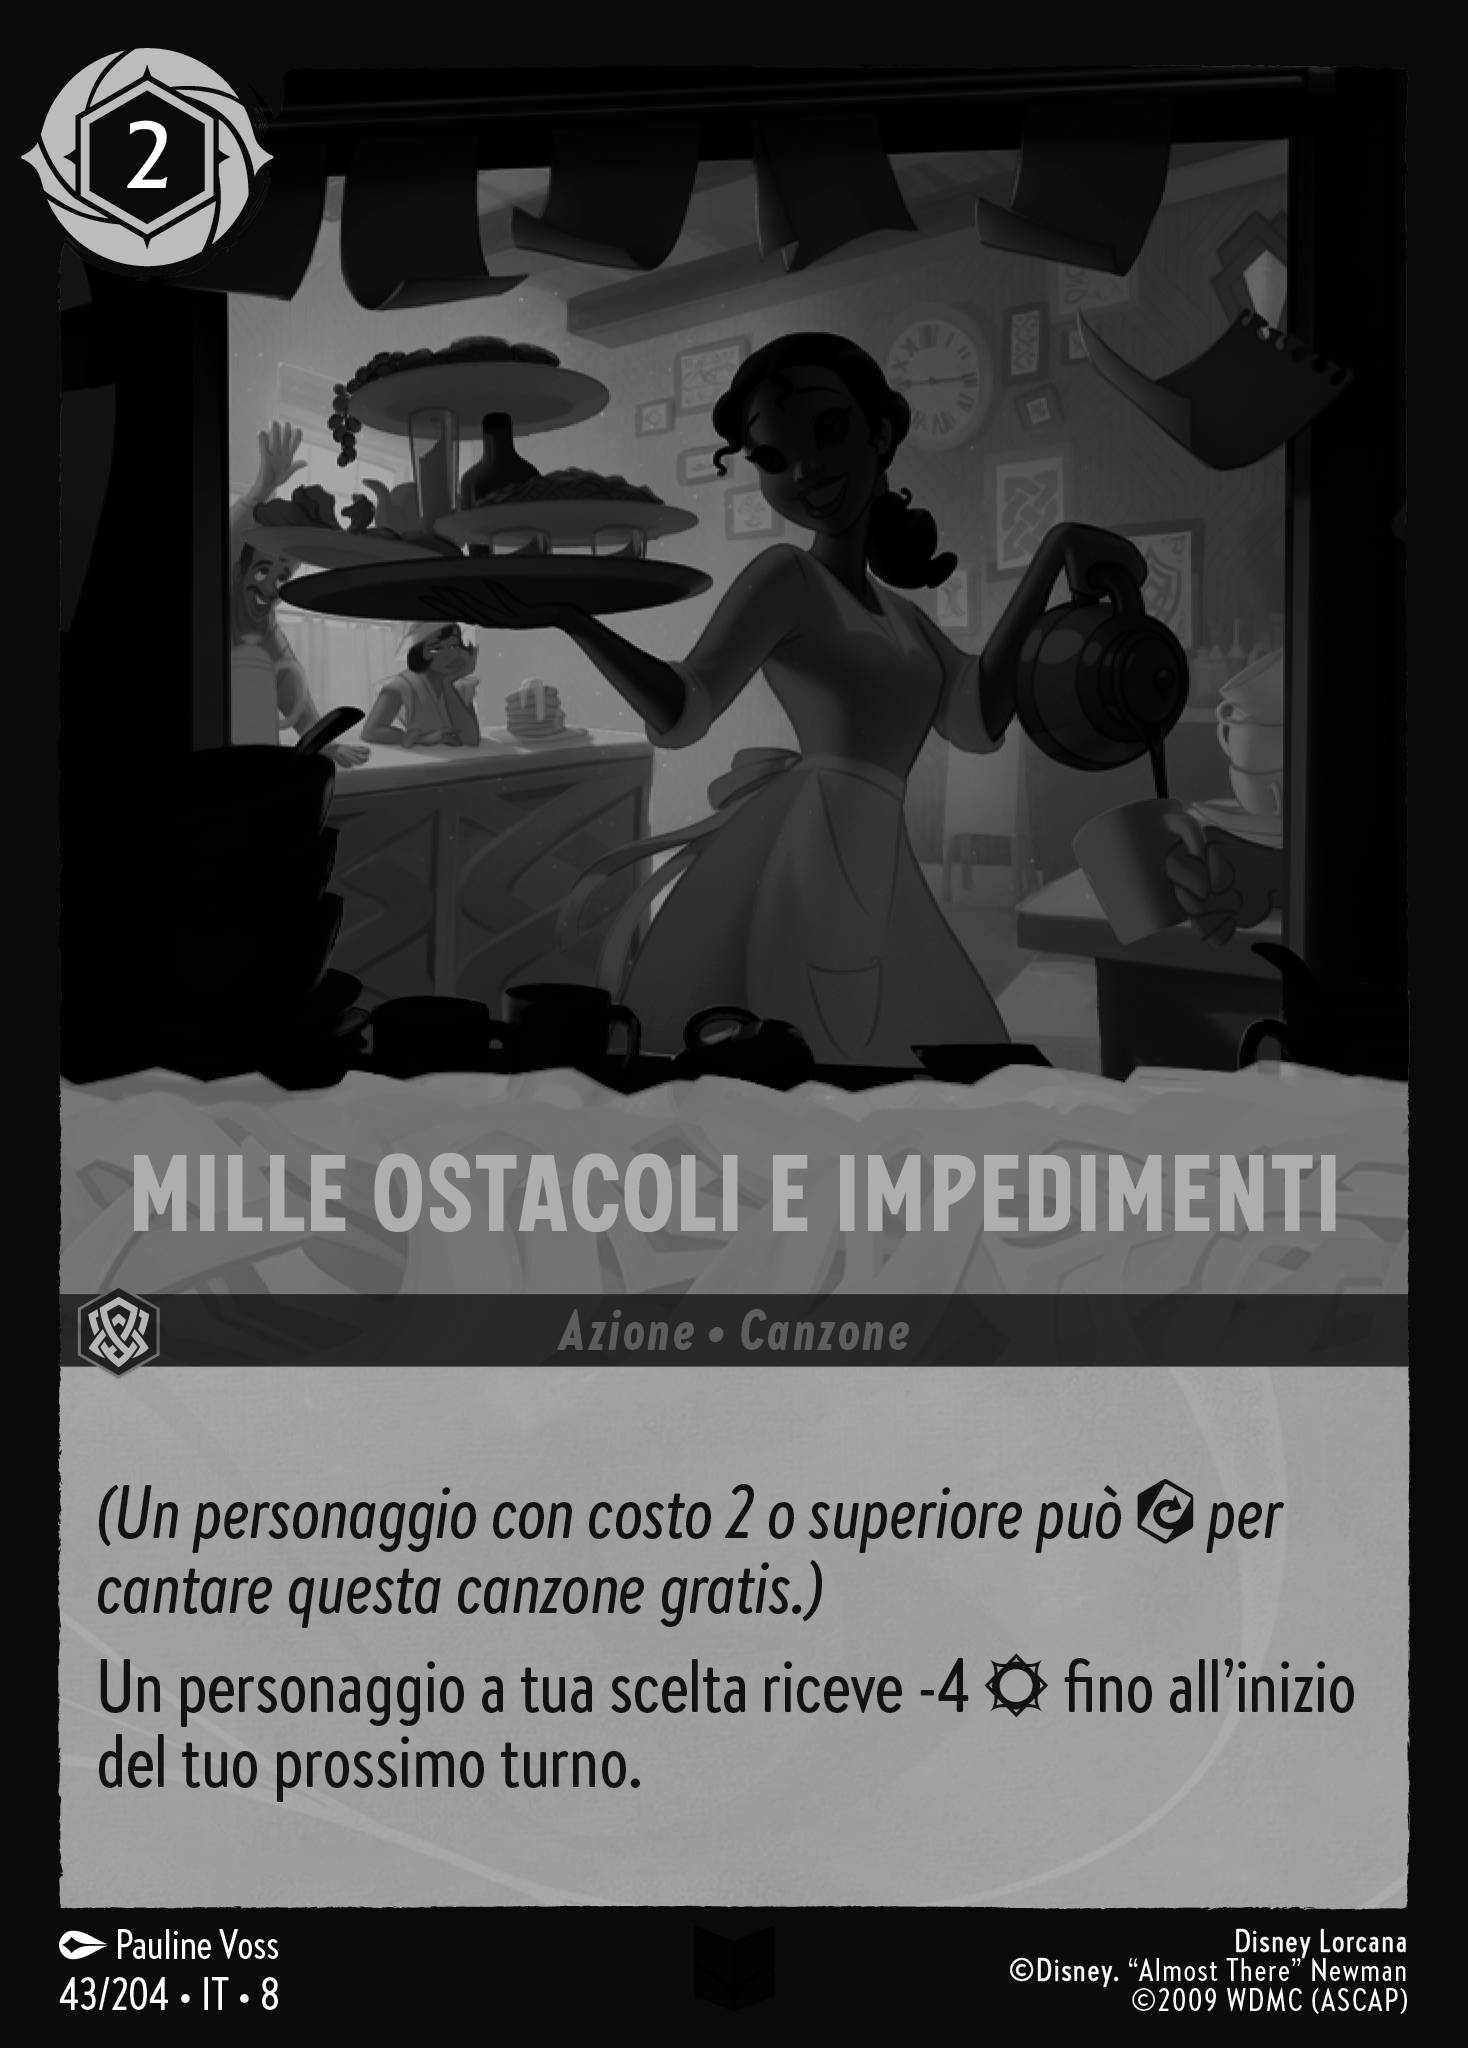 2
MILLE OSTACOLI E IMPEDIMENTI
Azione • Canzone
(Un personaggio con costo 2 o superiore può per
cantare questa canzone gratis.)
Un personaggio a tua scelta riceve -4 fino all’inizio
del tuo prossimo turno.
Pauline Voss
43/204 • IT • 8
Disney Lorcana
©Disney. “Almost There” Newman
©2009 WDMC (ASCAP)